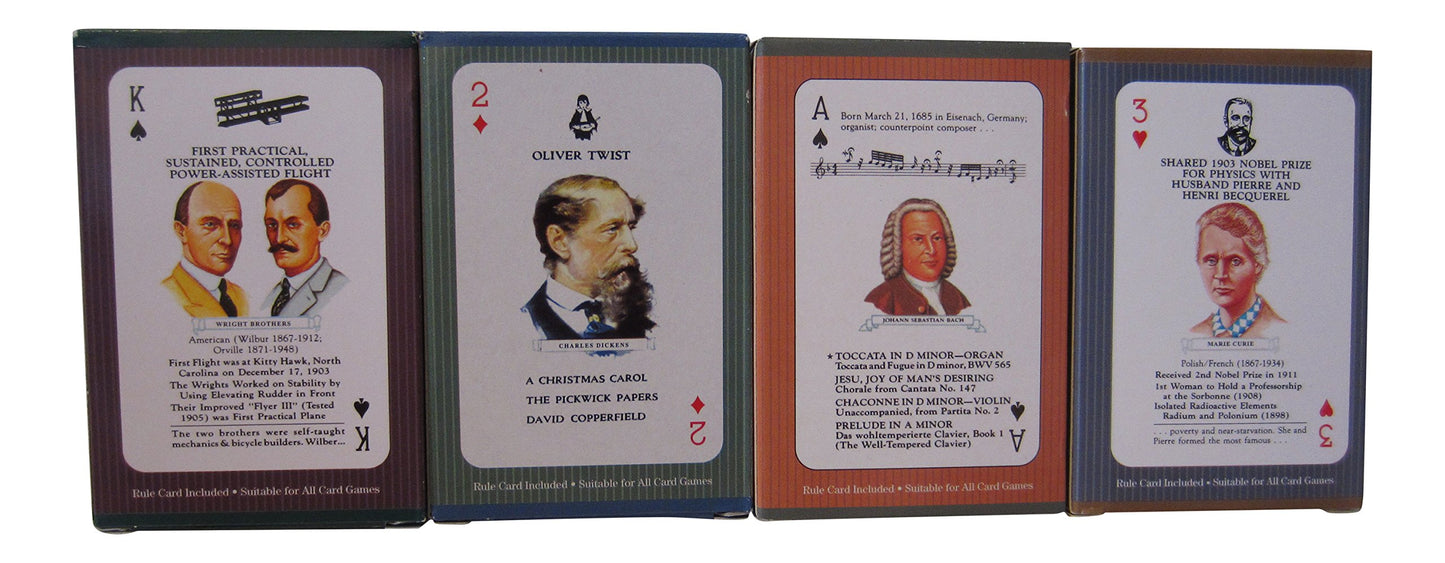 K
FIRST PRACTICAL,
SUSTAINED, CONTROLLED
POWER-ASSISTED FLIGHT
WRIGHT BROTHERS
American (Wilbur 1867-1912;
Orville 1871-1948)
First Flight was at Kitty Hawk, North
Carolina on December 17, 1903
The Wrights Worked on Stability by
Using Elevating Rudder in Front
Their Improved "Flyer III" (Tested
1905) was First Practical Plane
The two brothers were self-taught
mechanics & bicycle builders. Wilber...
K
Rule Card Included • Suitable for All Card Games
2
OLIVER TWIST
CHARLES DICKENS
A CHRISTMAS CAROL
THE PICKWICK PAPERS
DAVID COPPERFIELD
2
Rule Card Included • Suitable for All Card Games
A
Born March 21, 1685 in Eisenach, Germany;
organist; counterpoint composer . . .
JOHANN SEBASTIAN BACH
★ TOCCATA IN D MINOR—ORGAN
Toccata and Fugue in D minor, BWV 565
JESU, JOY OF MAN'S DESIRING
Chorale from Cantata No. 147
CHACONNE IN D MINOR—VIOLIN
Unaccompanied, from Partita No. 2
PRELUDE IN A MINOR
Das wohltemperierte Clavier, Book 1
(The Well-Tempered Clavier)
A
Rule Card Included • Suitable for All Card Games
3
SHARED 1903 NOBEL PRIZE
FOR PHYSICS WITH
HUSBAND PIERRE AND
HENRI BECQUEREL
MARIE CURIE
Polish/French (1867-1934)
Received 2nd Nobel Prize in 1911
1st Woman to Hold a Professorship
at the Sorbonne (1908)
Isolated Radioactive Elements
Radium and Polonium (1898)
. . . poverty and near-starvation. She and
Pierre formed the most famous . . .
3
Rule Card Included • Suitable for All Card Games